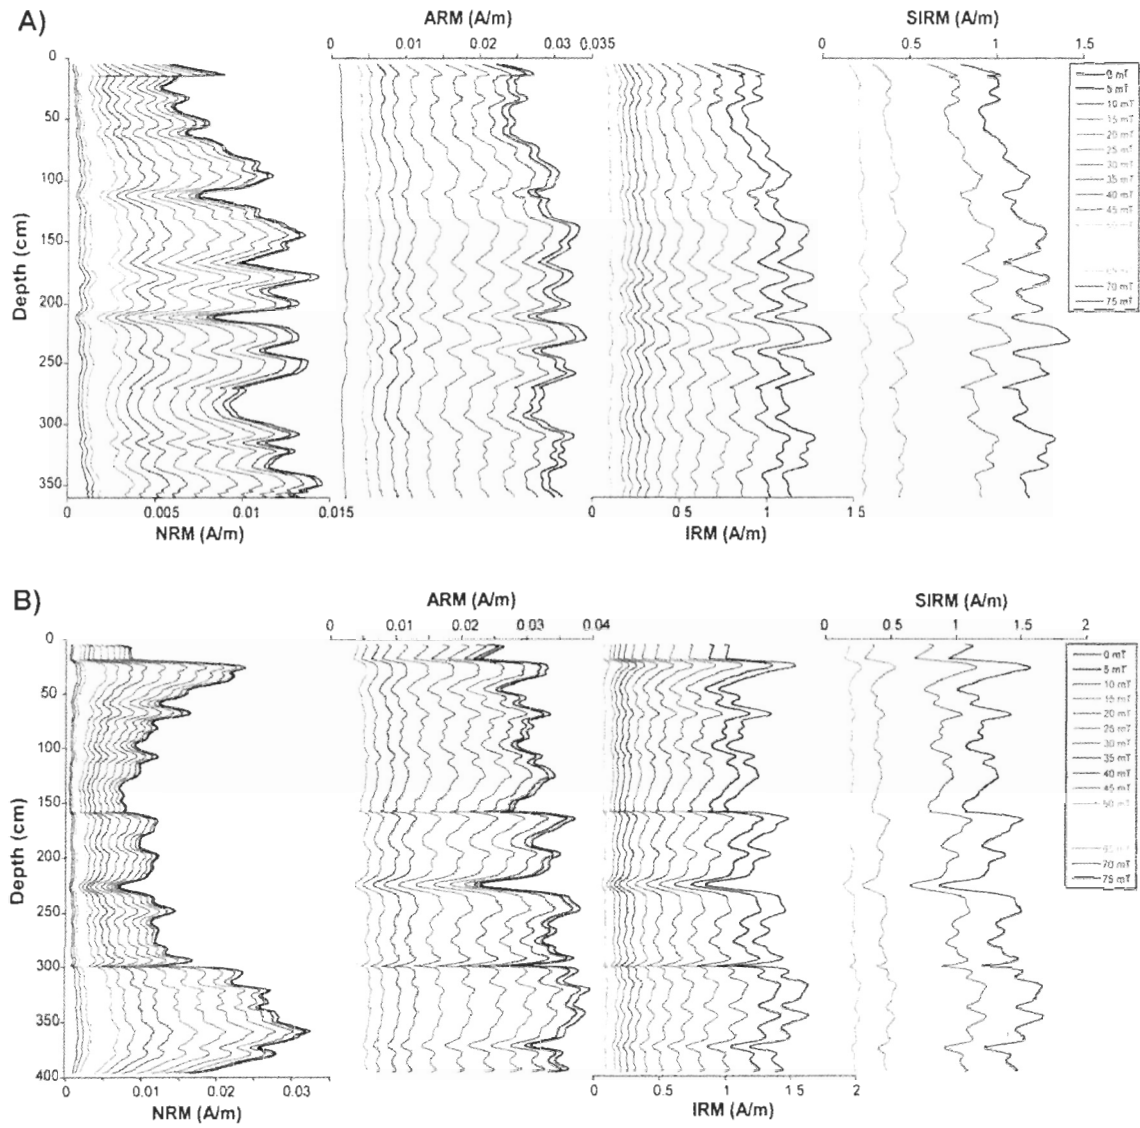 A)
ARM (A/m)
SIRM (A/m)
0 0.01 0.02 0.03 0.035
0 0.5 1 1.5
0
50
100
150
200
250
300
350
Depth (cm)
0 mT
5 mT
10 mT
15 mT
20 mT
25 mT
30 mT
35 mT
40 mT
45 mT
50 mT
70 mT
75 mT
0 0.005 0.01 0.015
NRM (A/m)
0 0 5 1 1 5
IRM (A/m)
B)
ARM (A/m)
SIRM (A/m)
0 0.01 0.02 0.03 0.04
0 0.5 1 1.5 2
0
50
100
150
200
250
300
350
400
Depth (cm)
0 mT
5 mT
10 mT
15 mT
20 mT
25 mT
30 mT
35 mT
40 mT
45 mT
50 mT
70 mT
75 mT
0 0.01 0.02 0.03
NRM (A/m)
0 0.5 1 1 5 2
IRM (A/m)